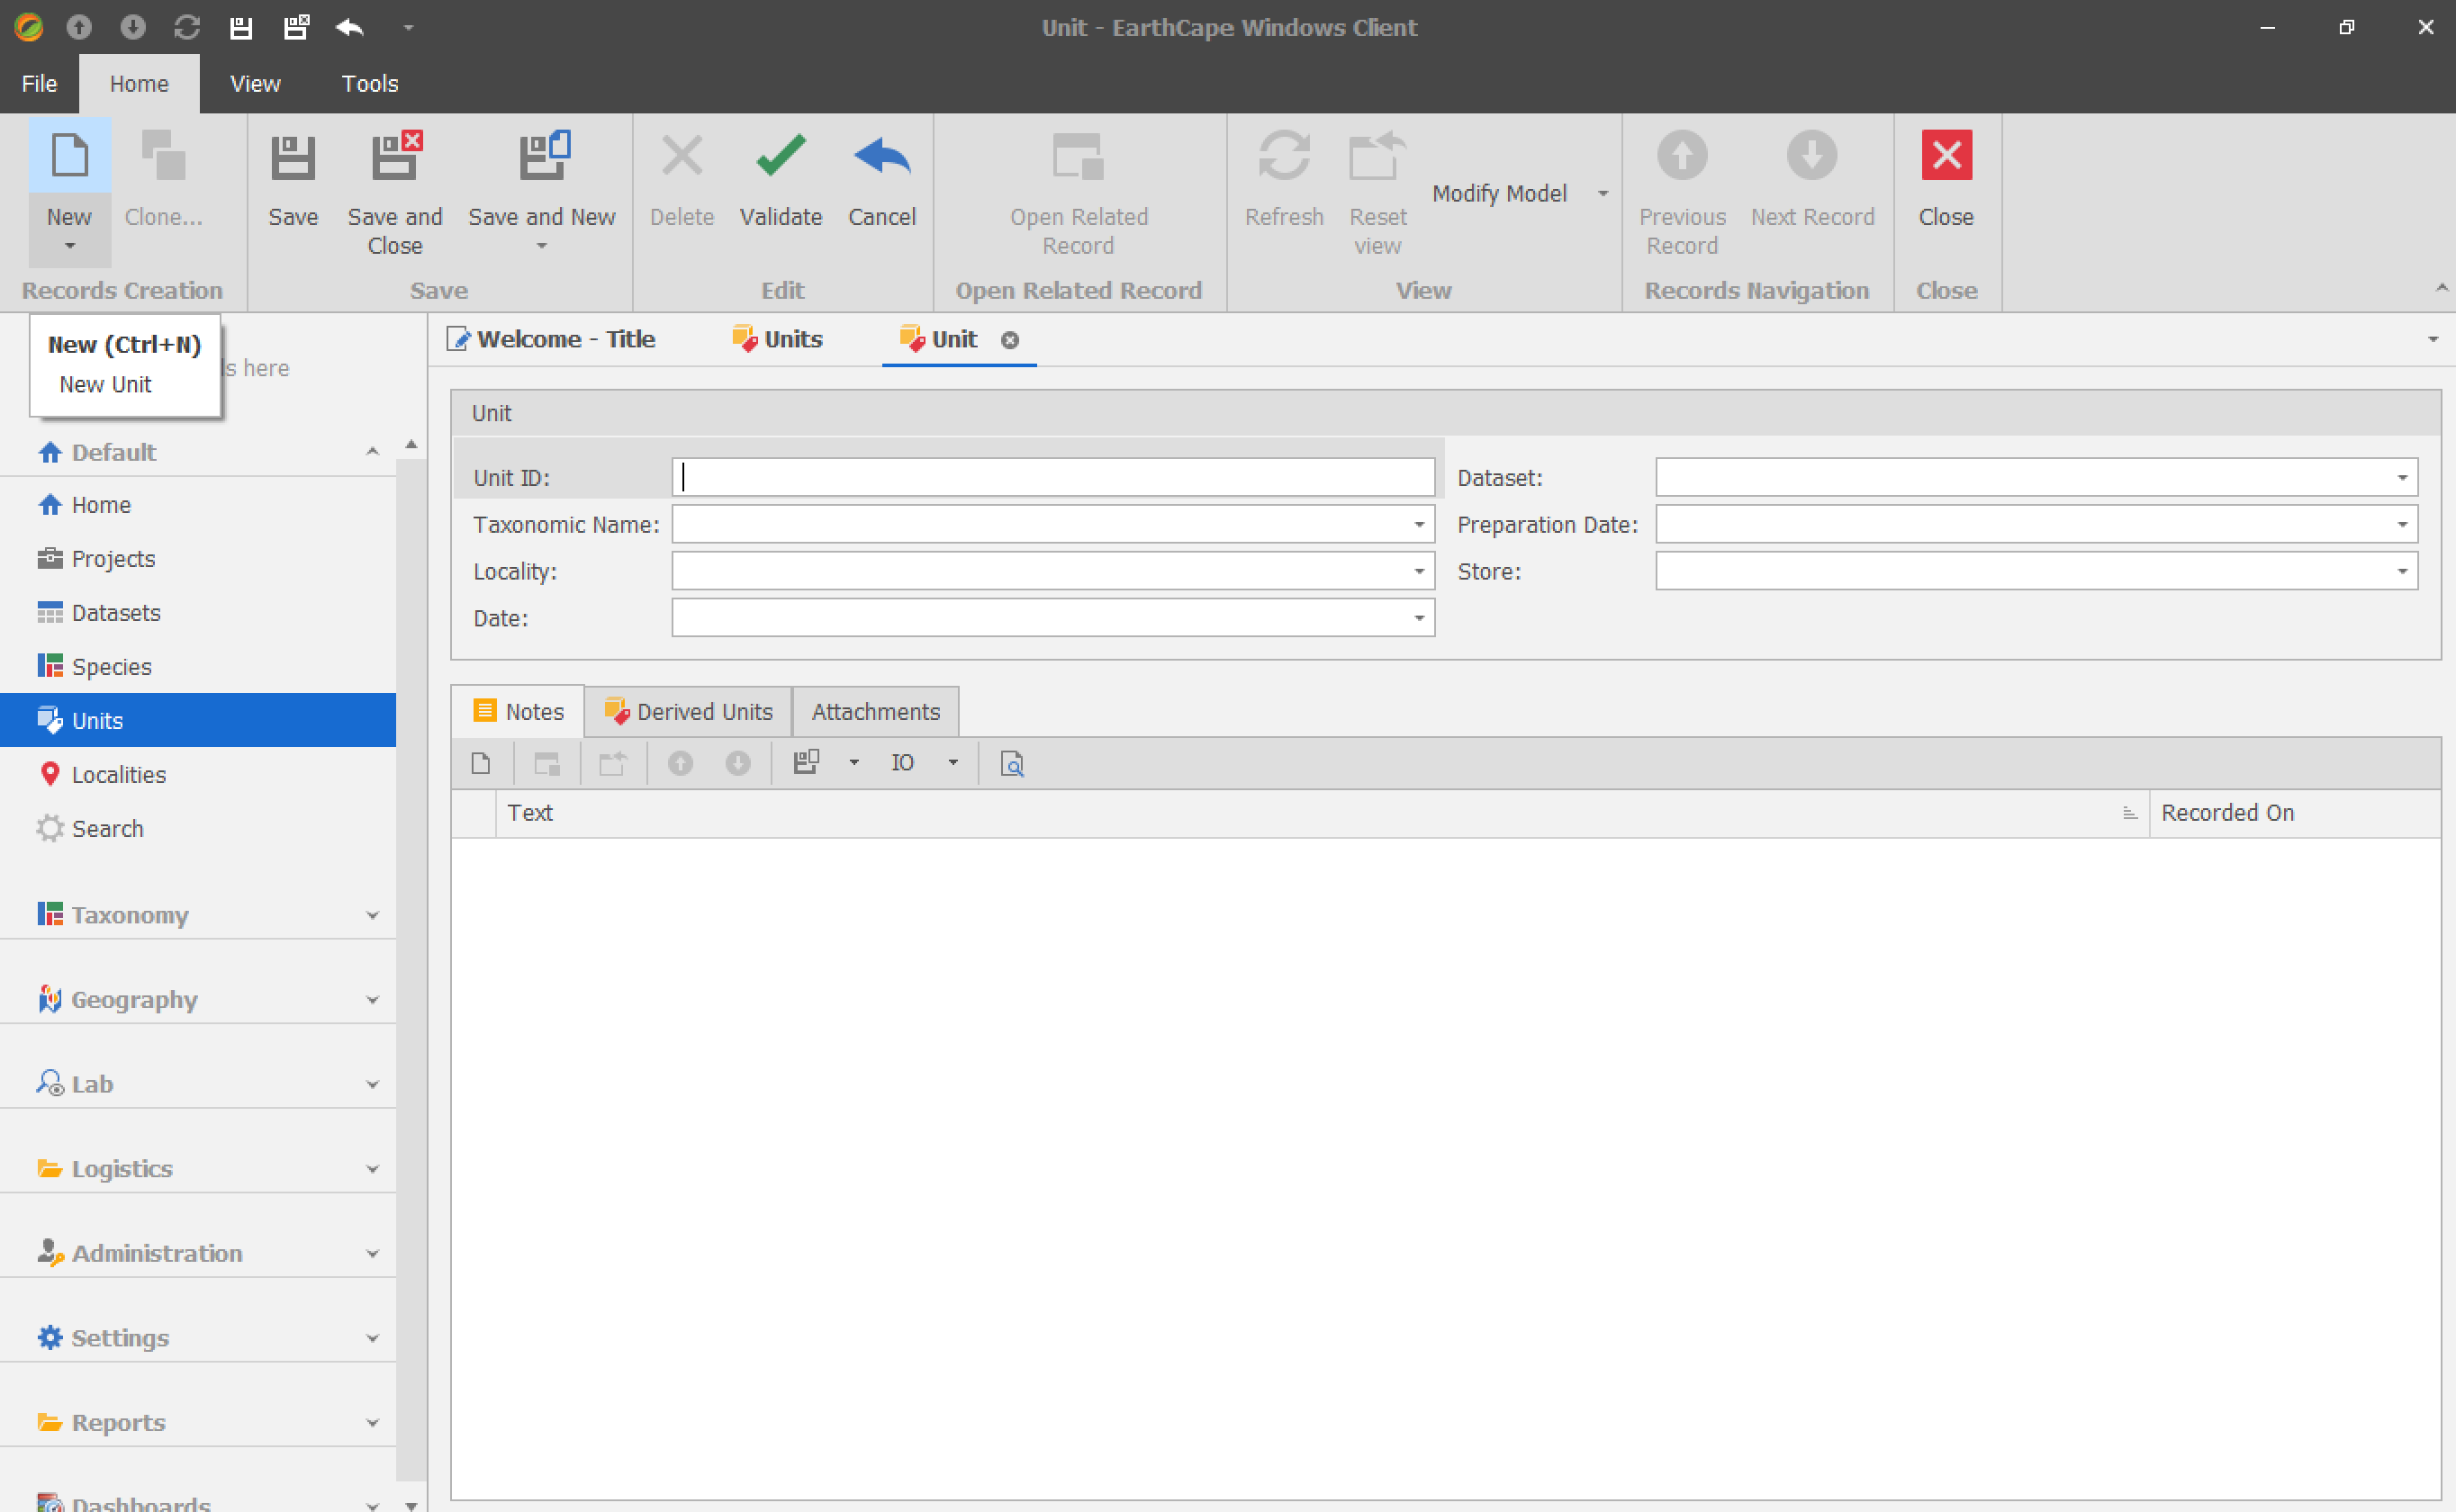 Unit - EarthCape Windows Client
File Home View Tools
New Clone... Save Save and Close Save and New Delete Validate Cancel Open Related Record Refresh Reset view Modify Model Previous Record Next Record Close
Records Creation Save Edit Open Related Record View Records Navigation Close
New (Ctrl+N)
New Unit
s here
Welcome - Title Units Unit
Default
Home
Projects
Datasets
Species
Units
Localities
Search
Taxonomy
Geography
Lab
Logistics
Administration
Settings
Reports
Dashboards
Unit
Unit ID: Dataset:
Taxonomic Name: Preparation Date:
Locality: Store:
Date:
Notes Derived Units Attachments
IO
Text Recorded On